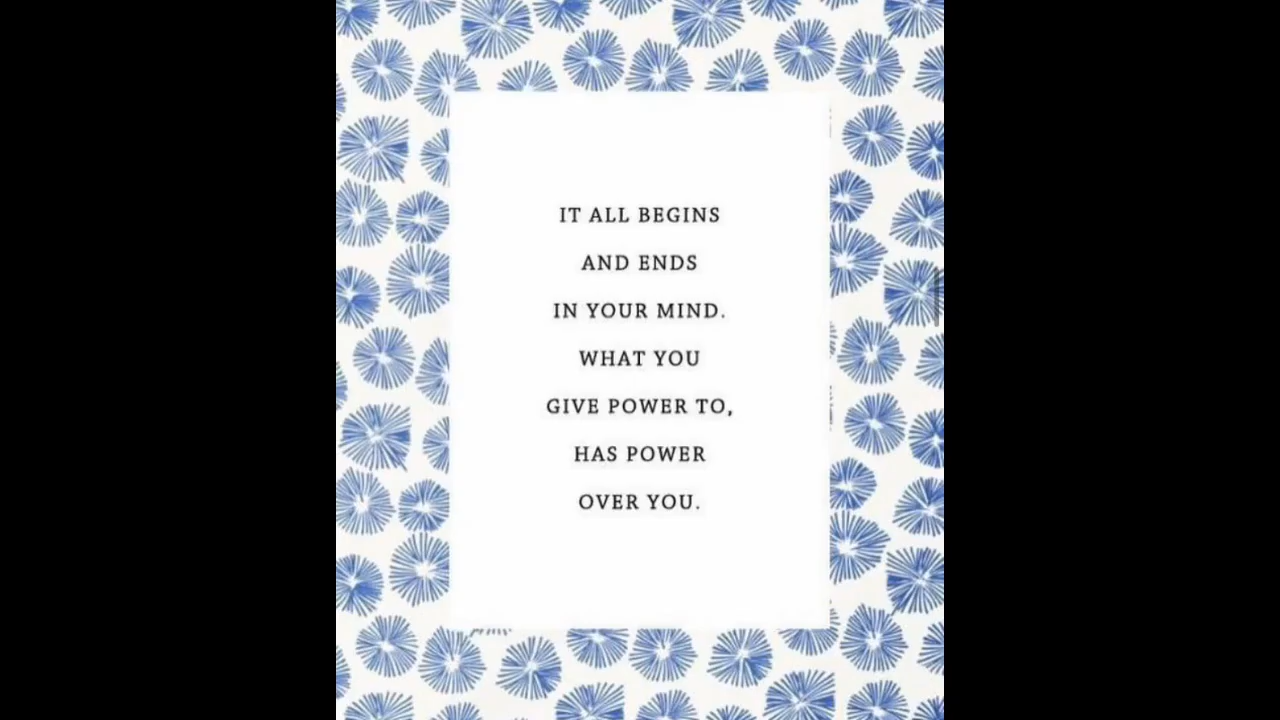 IT ALL BEGINS
AND ENDS
IN YOUR MIND.
WHAT YOU
GIVE POWER TO,
HAS POWER
OVER YOU.